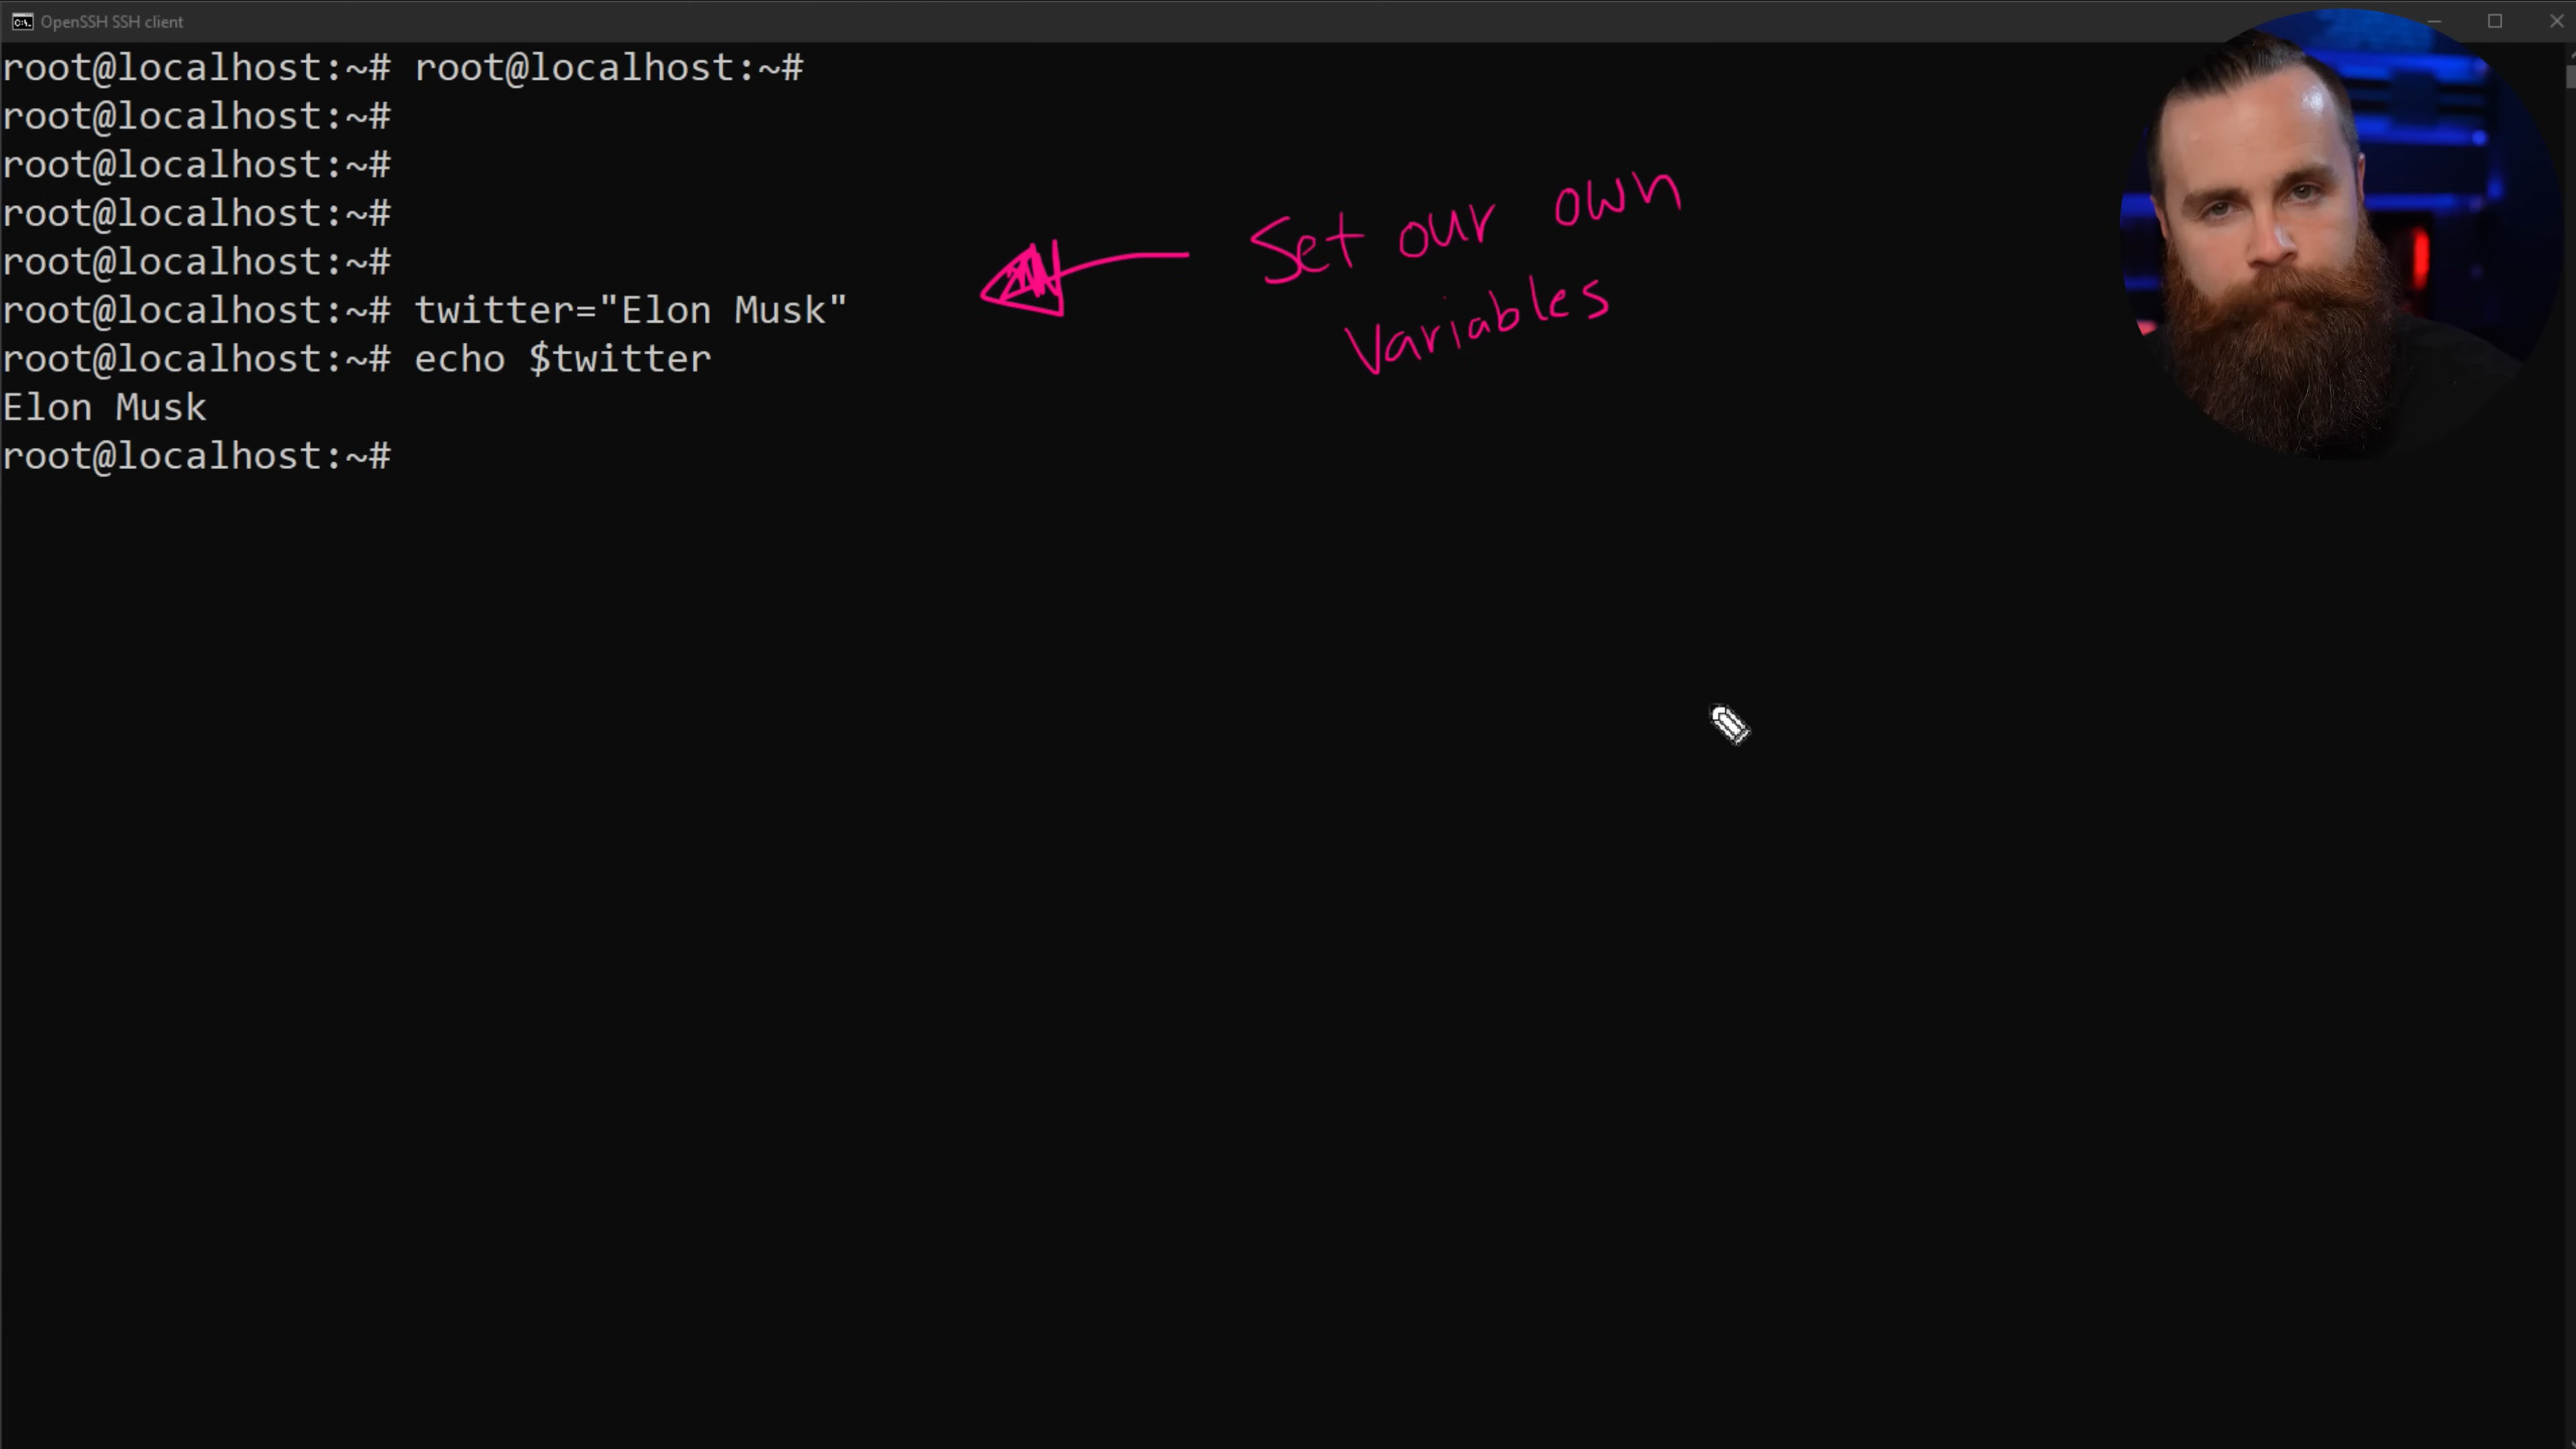 OpenSSH SSH client
root@localhost:~# root@localhost:~#
root@localhost:~#
root@localhost:~#
root@localhost:~#
root@localhost:~#
root@localhost:~# twitter="Elon Musk"
root@localhost:~# echo $twitter
Elon Musk
root@localhost:~#
Set our own
Variables